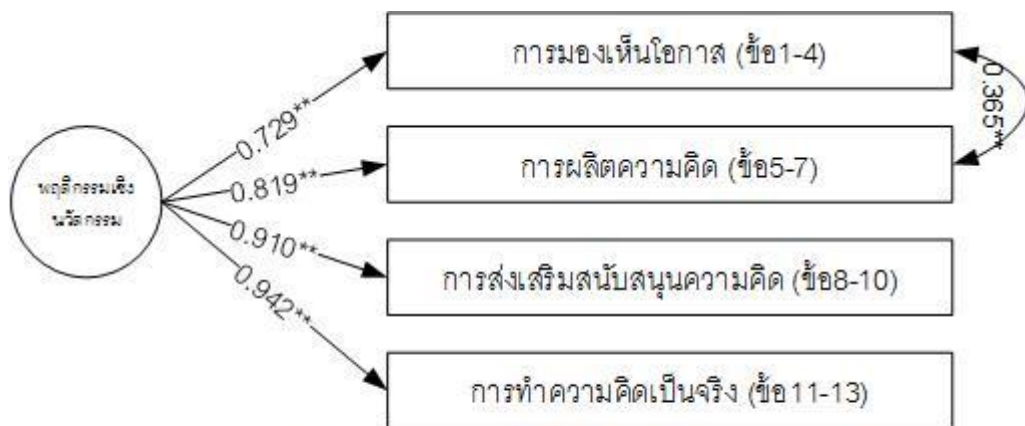 การมองเห็นโอกาส (ข้อ1-4)
0.365**
0.729**
การผลิตความคิด (ข้อ5-7)
0.819**
พฤติกรรมเชิง
นวัตกรรม
0.910**
การส่งเสริมสนับสนุนความคิด (ข้อ8-10)
0.942**
การทำความคิดเป็นจริง (ข้อ11-13)